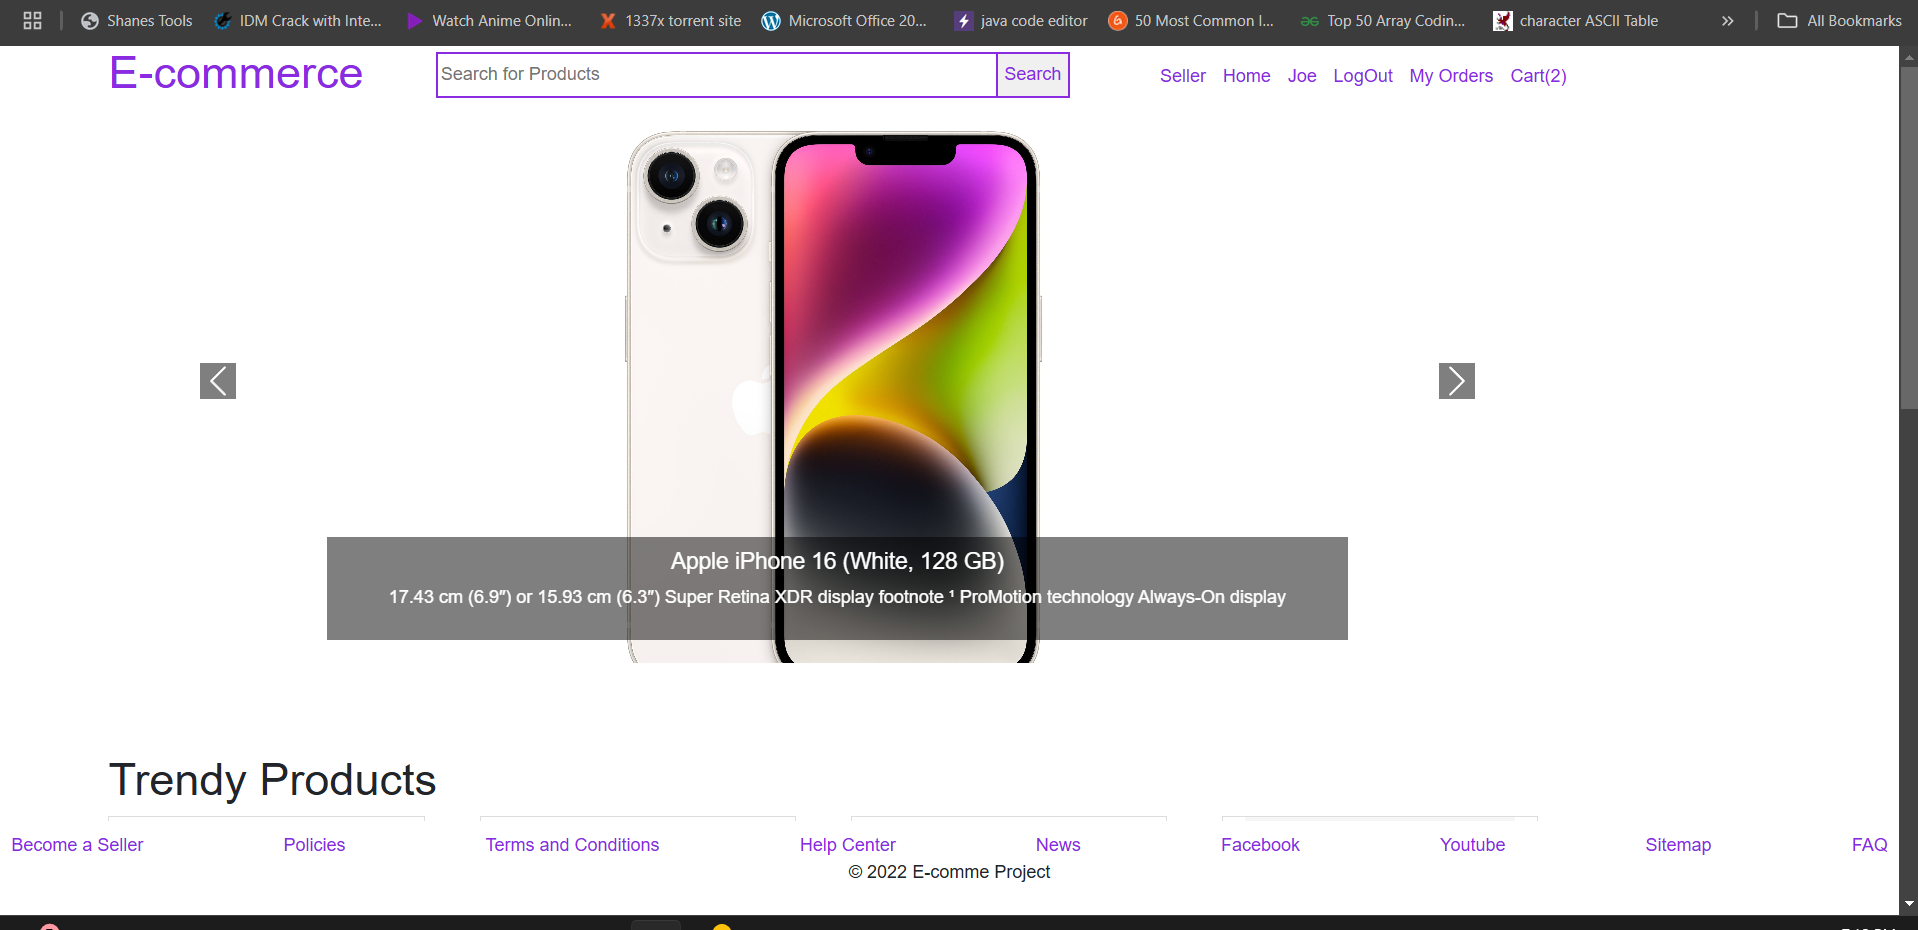 Shanes Tools IDM Crack with Inte... Watch Anime Onlin... 1337x torrent site Microsoft Office 20... java code editor 50 Most Common I... Top 50 Array Codin... character ASCII Table » All Bookmarks
E-commerce Search for Products Search Seller Home Joe LogOut My Orders Cart(2)
Apple iPhone 16 (White, 128 GB)
17.43 cm (6.9″) or 15.93 cm (6.3″) Super Retina XDR display footnote ¹ ProMotion technology Always-On display
Trendy Products
Become a Seller Policies Terms and Conditions Help Center News Facebook Youtube Sitemap FAQ
© 2022 E-comme Project